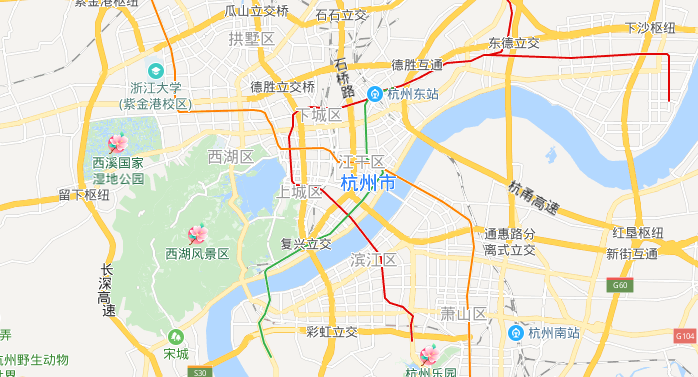 紫金港枢纽
瓜山立交桥
石石立交
下沙枢纽
拱墅区
东德立交
石桥路
德胜互通
浙江大学
(紫金港校区)
德胜立交桥
杭州东站
下城区
西溪国家
湿地公园
西湖区
江干区
杭州市
留下枢纽
上城区
杭甬高速
西湖风景区
复兴立交
通惠路分
离式立交
红垦枢纽
新街互通
滨江区
长深高速
G60
萧山区
彩虹立交
杭州南站
G104
弄
宋城
杭州野生动物
世界
杭州乐园
S30